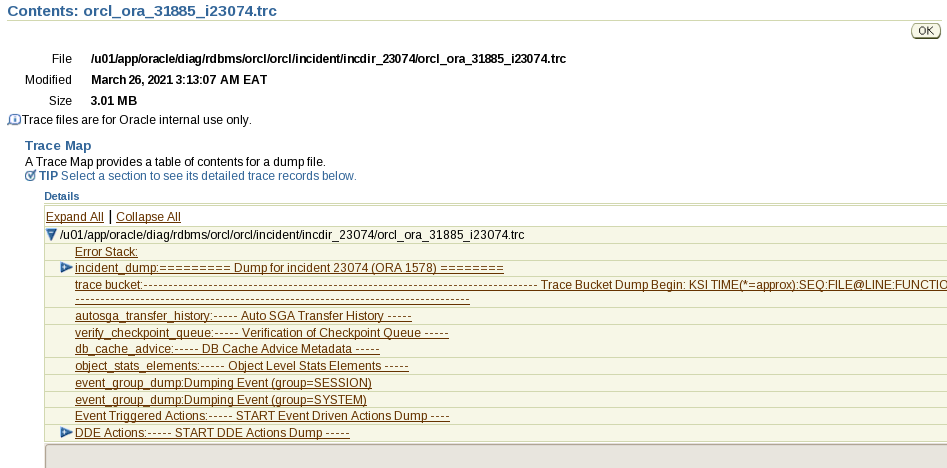 Contents: orcl_ora_31885_i23074.trc
OK
File /u01/app/oracle/diag/rdbms/orcl/orcl/incident/incdir_23074/orcl_ora_31885_i23074.trc
Modified March 26, 2021 3:13:07 AM EAT
Size 3.01 MB
Trace files are for Oracle internal use only.
Trace Map
A Trace Map provides a table of contents for a dump file.
TIP Select a section to see its detailed trace records below.
Details
Expand All | Collapse All
/u01/app/oracle/diag/rdbms/orcl/orcl/incident/incdir_23074/orcl_ora_31885_i23074.trc
Error Stack:
incident_dump:========= Dump for incident 23074 (ORA 1578) ========
trace bucket:------------------------------------------------------------------------------- Trace Bucket Dump Begin: KSI TIME(*=approx):SEQ:FILE@LINE:FUNCTIO
-------------------------------------------------------------------------------
autosga_transfer_history:----- Auto SGA Transfer History -----
verify_checkpoint_queue:----- Verification of Checkpoint Queue -----
db_cache_advice:----- DB Cache Advice Metadata -----
object_stats_elements:----- Object Level Stats Elements -----
event_group_dump:Dumping Event (group=SESSION)
event_group_dump:Dumping Event (group=SYSTEM)
Event Triggered Actions:----- START Event Driven Actions Dump ----
DDE Actions:----- START DDE Actions Dump -----